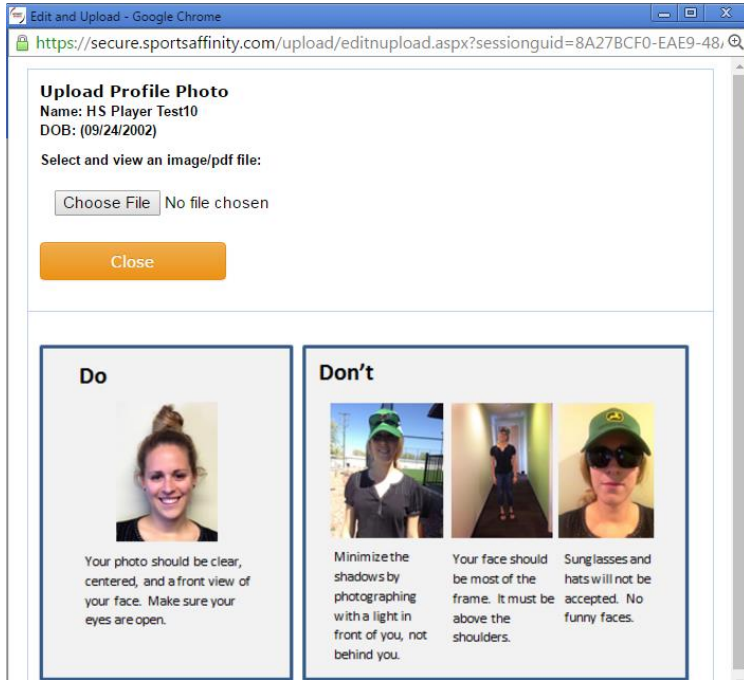 Edit and Upload - Google Chrome
https://secure.sportsaffinity.com/upload/editnupload.aspx?sessionguid=8A27BCF0-EAE9-48
Upload Profile Photo
Name: HS Player Test10
DOB: (09/24/2002)
Select and view an image/pdf file:
Choose File No file chosen
Close
Do
Your photo should be clear,
centered, and a front view of
your face. Make sure your
eyes are open.
Don't
Minimize the
shadows by
photographing
with a light in
front of you, not
behind you.
Your face should
be most of the
frame. It must be
above the
shoulders.
Sunglasses and
hats will not be
accepted. No
funny faces.